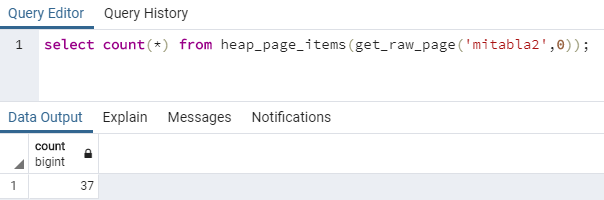 Query Editor Query History
1 select count(*) from heap_page_items(get_raw_page('mitabla2',0));
Data Output Explain Messages Notifications
count
bigint
1 37